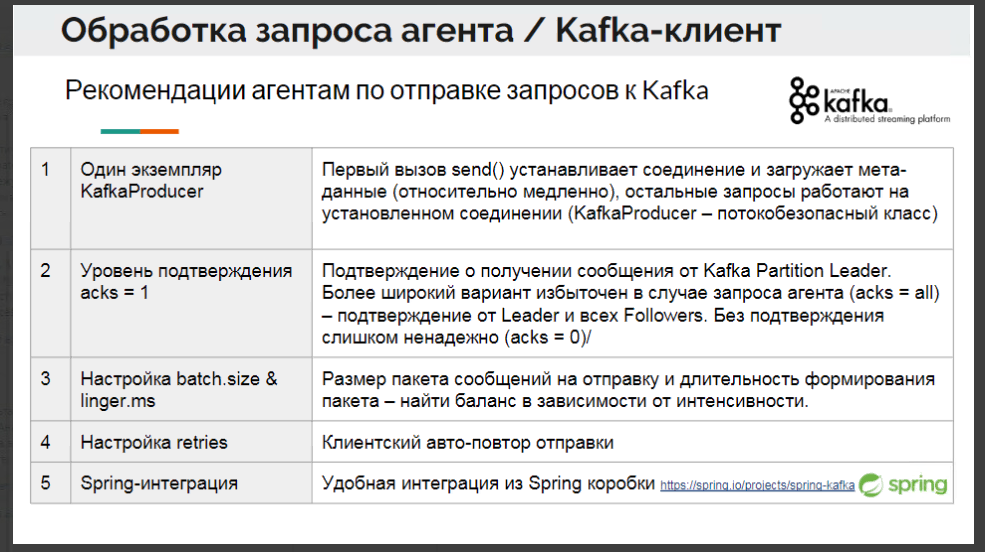 Обработка запроса агента / Kafka-клиент
Рекомендации агентам по отправке запросов к Kafka
APACHE
kafka
A distributed streaming platform
1
Один экземпляр
KafkaProducer
Первый вызов send() устанавливает соединение и загружает мета-
данные (относительно медленно), остальные запросы работают на
установленном соединении (KafkaProducer – потокобезопасный класс)
2
Уровень подтверждения
acks = 1
Подтверждение о получении сообщения от Kafka Partition Leader.
Более широкий вариант избыточен в случае запроса агента (acks = all)
– подтверждение от Leader и всех Followers. Без подтверждения
слишком ненадежно (acks = 0)/
3
Настройка batch.size &
linger.ms
Размер пакета сообщений на отправку и длительность формирования
пакета – найти баланс в зависимости от интенсивности.
4
Настройка retries
Клиентский авто-повтор отправки
5
Spring-интеграция
Удобная интеграция из Spring коробки https://spring.io/projects/spring-kafka
spring